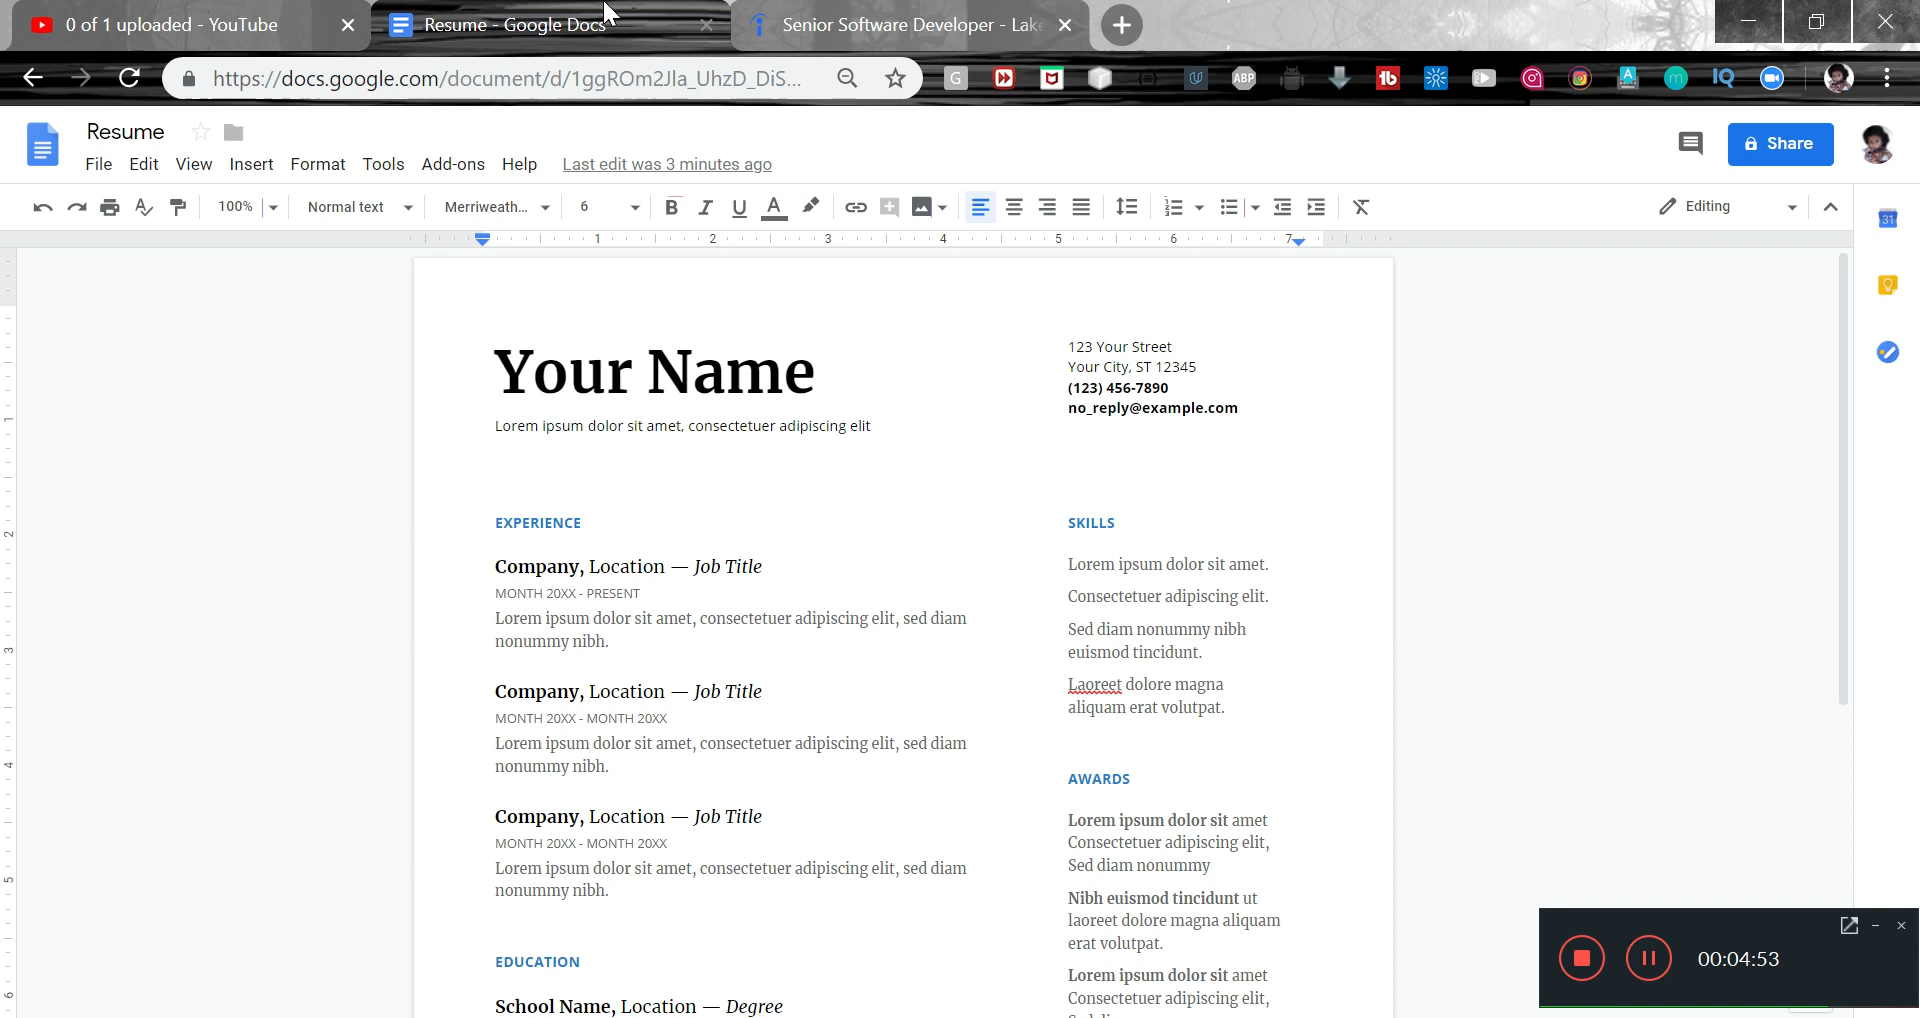 0 of 1 uploaded - YouTube
Resume - Google Docs
Senior Software Developer - Lake
https://docs.google.com/document/d/1ggROm2Jla_UhzD_DiS...
Resume
File Edit View Insert Format Tools Add-ons Help Last edit was 3 minutes ago
Share
100% Normal text Merriweath... 6 B I U A Editing
31
1 2 3 4 5 6 7
Your Name
Lorem ipsum dolor sit amet, consectetuer adipiscing elit
123 Your Street
Your City, ST 12345
(123) 456-7890
no_reply@example.com
EXPERIENCE
Company, Location — Job Title
MONTH 20XX - PRESENT
Lorem ipsum dolor sit amet, consectetuer adipiscing elit, sed diam
nonummy nibh.
Company, Location — Job Title
MONTH 20XX - MONTH 20XX
Lorem ipsum dolor sit amet, consectetuer adipiscing elit, sed diam
nonummy nibh.
Company, Location — Job Title
MONTH 20XX - MONTH 20XX
Lorem ipsum dolor sit amet, consectetuer adipiscing elit, sed diam
nonummy nibh.
EDUCATION
School Name, Location — Degree
SKILLS
Lorem ipsum dolor sit amet.
Consectetuer adipiscing elit.
Sed diam nonummy nibh
euismod tincidunt.
Laoreet dolore magna
aliquam erat volutpat.
AWARDS
Lorem ipsum dolor sit amet
Consectetuer adipiscing elit,
Sed diam nonummy
Nibh euismod tincidunt ut
laoreet dolore magna aliquam
erat volutpat.
Lorem ipsum dolor sit amet
Consectetuer adipiscing elit,
00:04:53